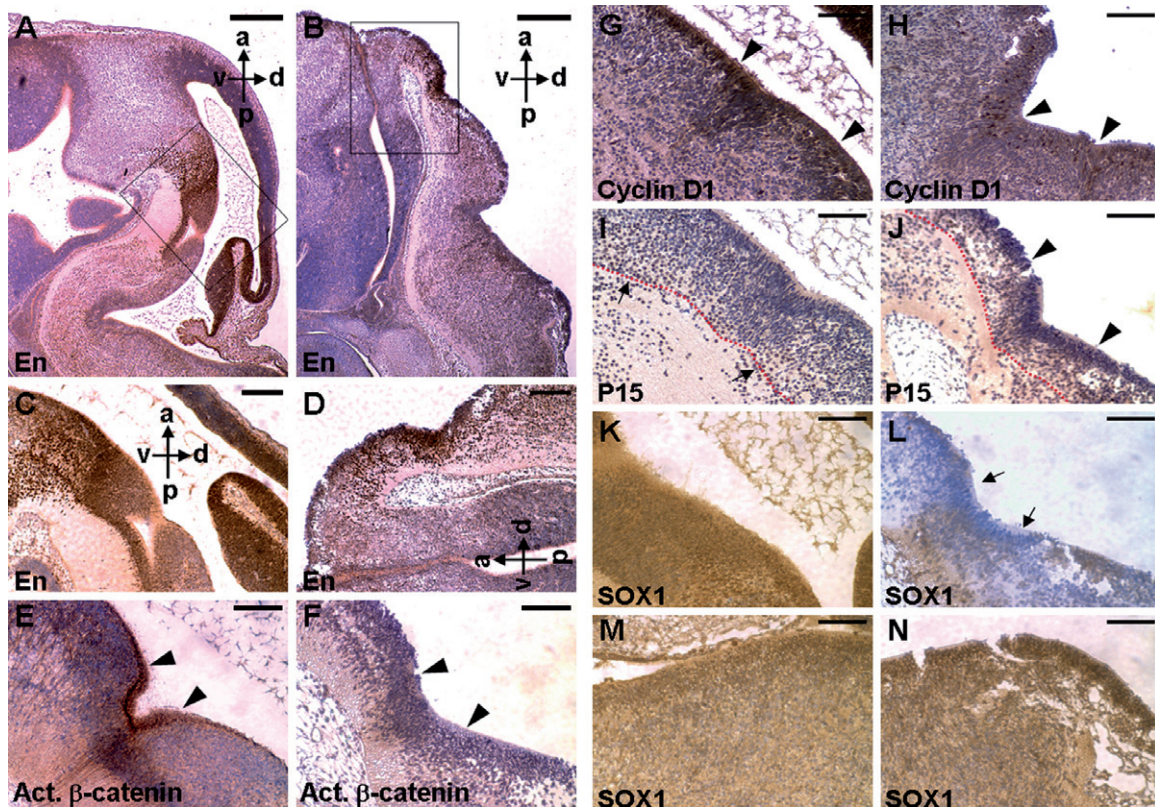 A
a
v
d
p
En
B
a
v
d
p
En
C
a
v
d
p
En
D
d
a
p
v
En
E
Act. β-catenin
F
Act. β-catenin
G
Cyclin D1
H
Cyclin D1
I
P15
J
P15
K
SOX1
L
SOX1
M
SOX1
N
SOX1